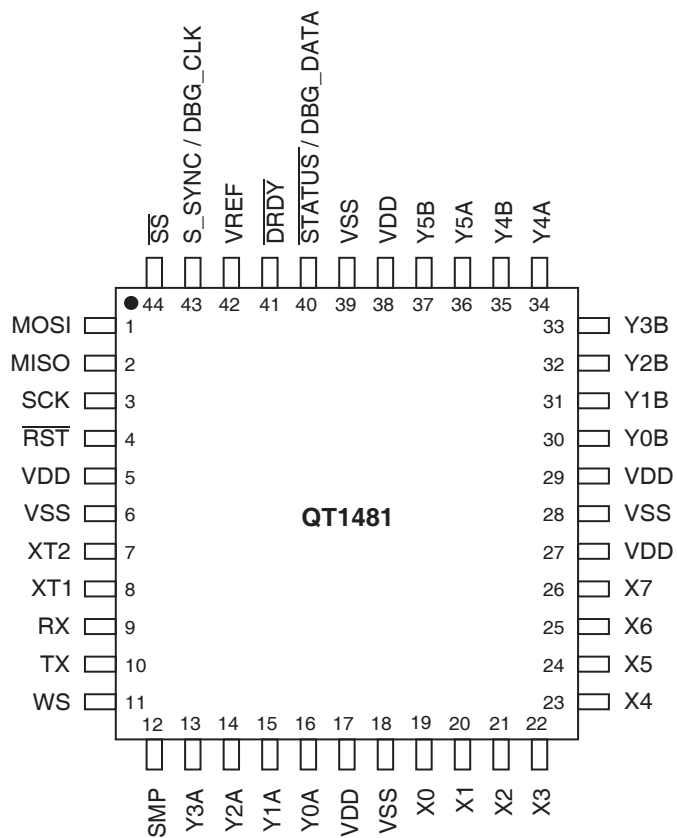 SS
S_SYNC / DBG_CLK
VREF
DRDY
STATUS / DBG_DATA
VSS
VDD
Y5B
Y5A
Y4B
Y4A
44 43 42 41 40 39 38 37 36 35 34
MOSI 1
MISO 2
SCK 3
RST 4
VDD 5
VSS 6
XT2 7
XT1 8
RX 9
TX 10
WS 11
QT1481
33 Y3B
32 Y2B
31 Y1B
30 Y0B
29 VDD
28 VSS
27 VDD
26 X7
25 X6
24 X5
23 X4
12 13 14 15 16 17 18 19 20 21 22
SMP
Y3A
Y2A
Y1A
Y0A
VDD
VSS
X0
X1
X2
X3